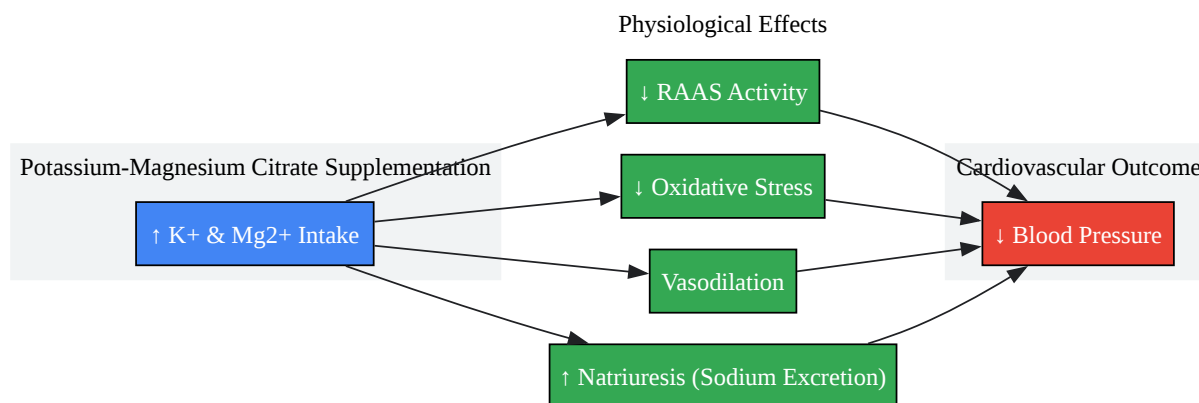 Physiological Effects
↓ RAAS Activity
Potassium-Magnesium Citrate Supplementation
Cardiovascular Outcome
↓ Oxidative Stress
↑ K+ & Mg2+ Intake
↓ Blood Pressure
Vasodilation
↑ Natriuresis (Sodium Excretion)